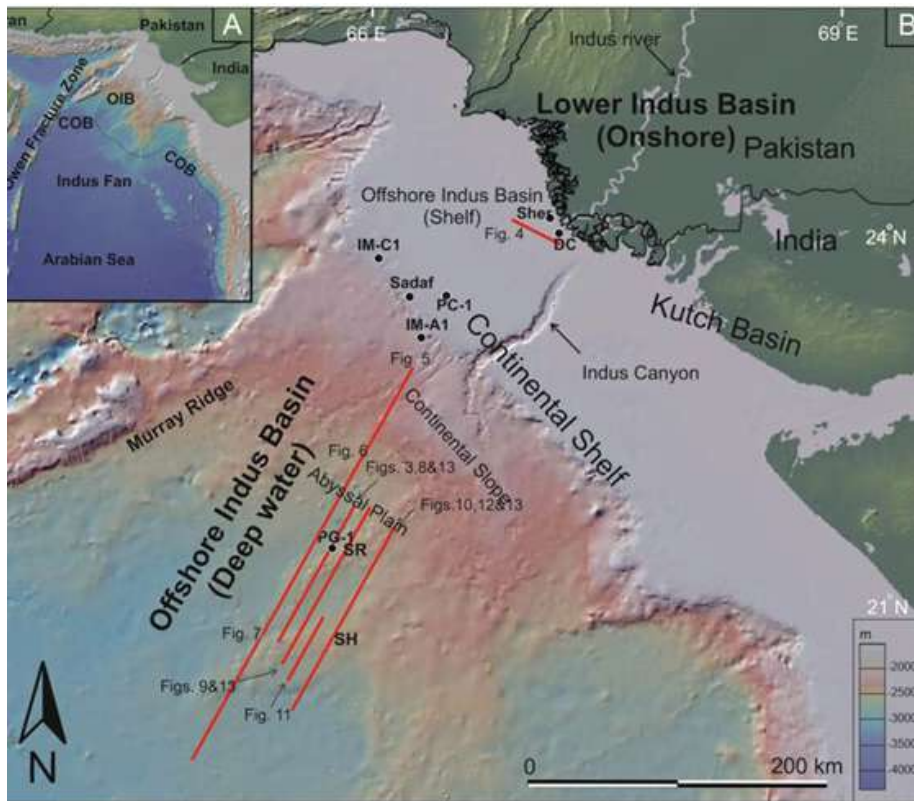 an
Pakistan
A
India
OIB
Owen Fracture Zone
COB
COB
Indus Fan
Arabian Sea
66 E
69 E
B
Indus river
Lower Indus Basin
(Onshore)
Pakistan
Offshore Indus Basin
(Shelf)
Sher
Fig. 4
DC
India
24°N
IM-C1
Sadaf
PC-1
IM-A1
Kutch Basin
Continental Shelf
Indus Canyon
Fig. 5
Murray Ridge
Offshore Indus Basin
(Deep water)
Continental Slope
Fig. 6
Figs. 3,8&13
Abyssal Plain
Figs.10,12&13
PG-1
SR
21°N
Fig. 7
SH
Figs. 9&13
Fig. 11
m
-2000
-2500
-3000
-3500
-4000
N
0
200 km